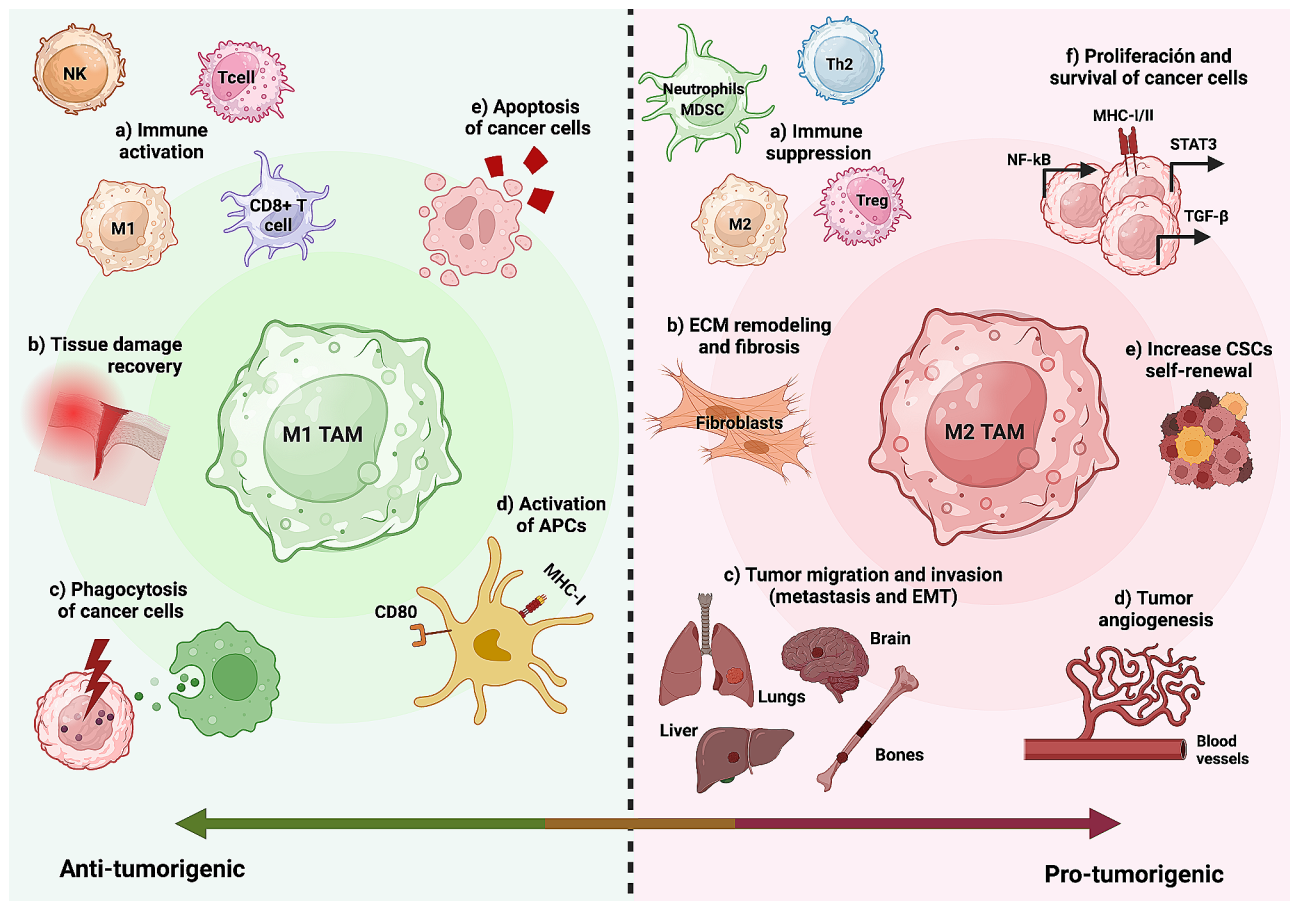 NK
Tcell
a) Immune
activation
M1
CD8+ T
cell
e) Apoptosis
of cancer cells
b) Tissue damage
recovery
M1 TAM
d) Activation
of APCs
c) Phagocytosis
of cancer cells
CD80
MHC-I
Anti-tumorigenic
Neutrophils
MDSC
Th2
a) Immune
suppression
M2
Treg
f) Proliferación and
survival of cancer cells
MHC-I/II
NF-kB
STAT3
TGF-β
b) ECM remodeling
and fibrosis
Fibroblasts
M2 TAM
e) Increase CSCs
self-renewal
c) Tumor migration and invasion
(metastasis and EMT)
Brain
Lungs
Liver
Bones
d) Tumor
angiogenesis
Blood
vessels
Pro-tumorigenic